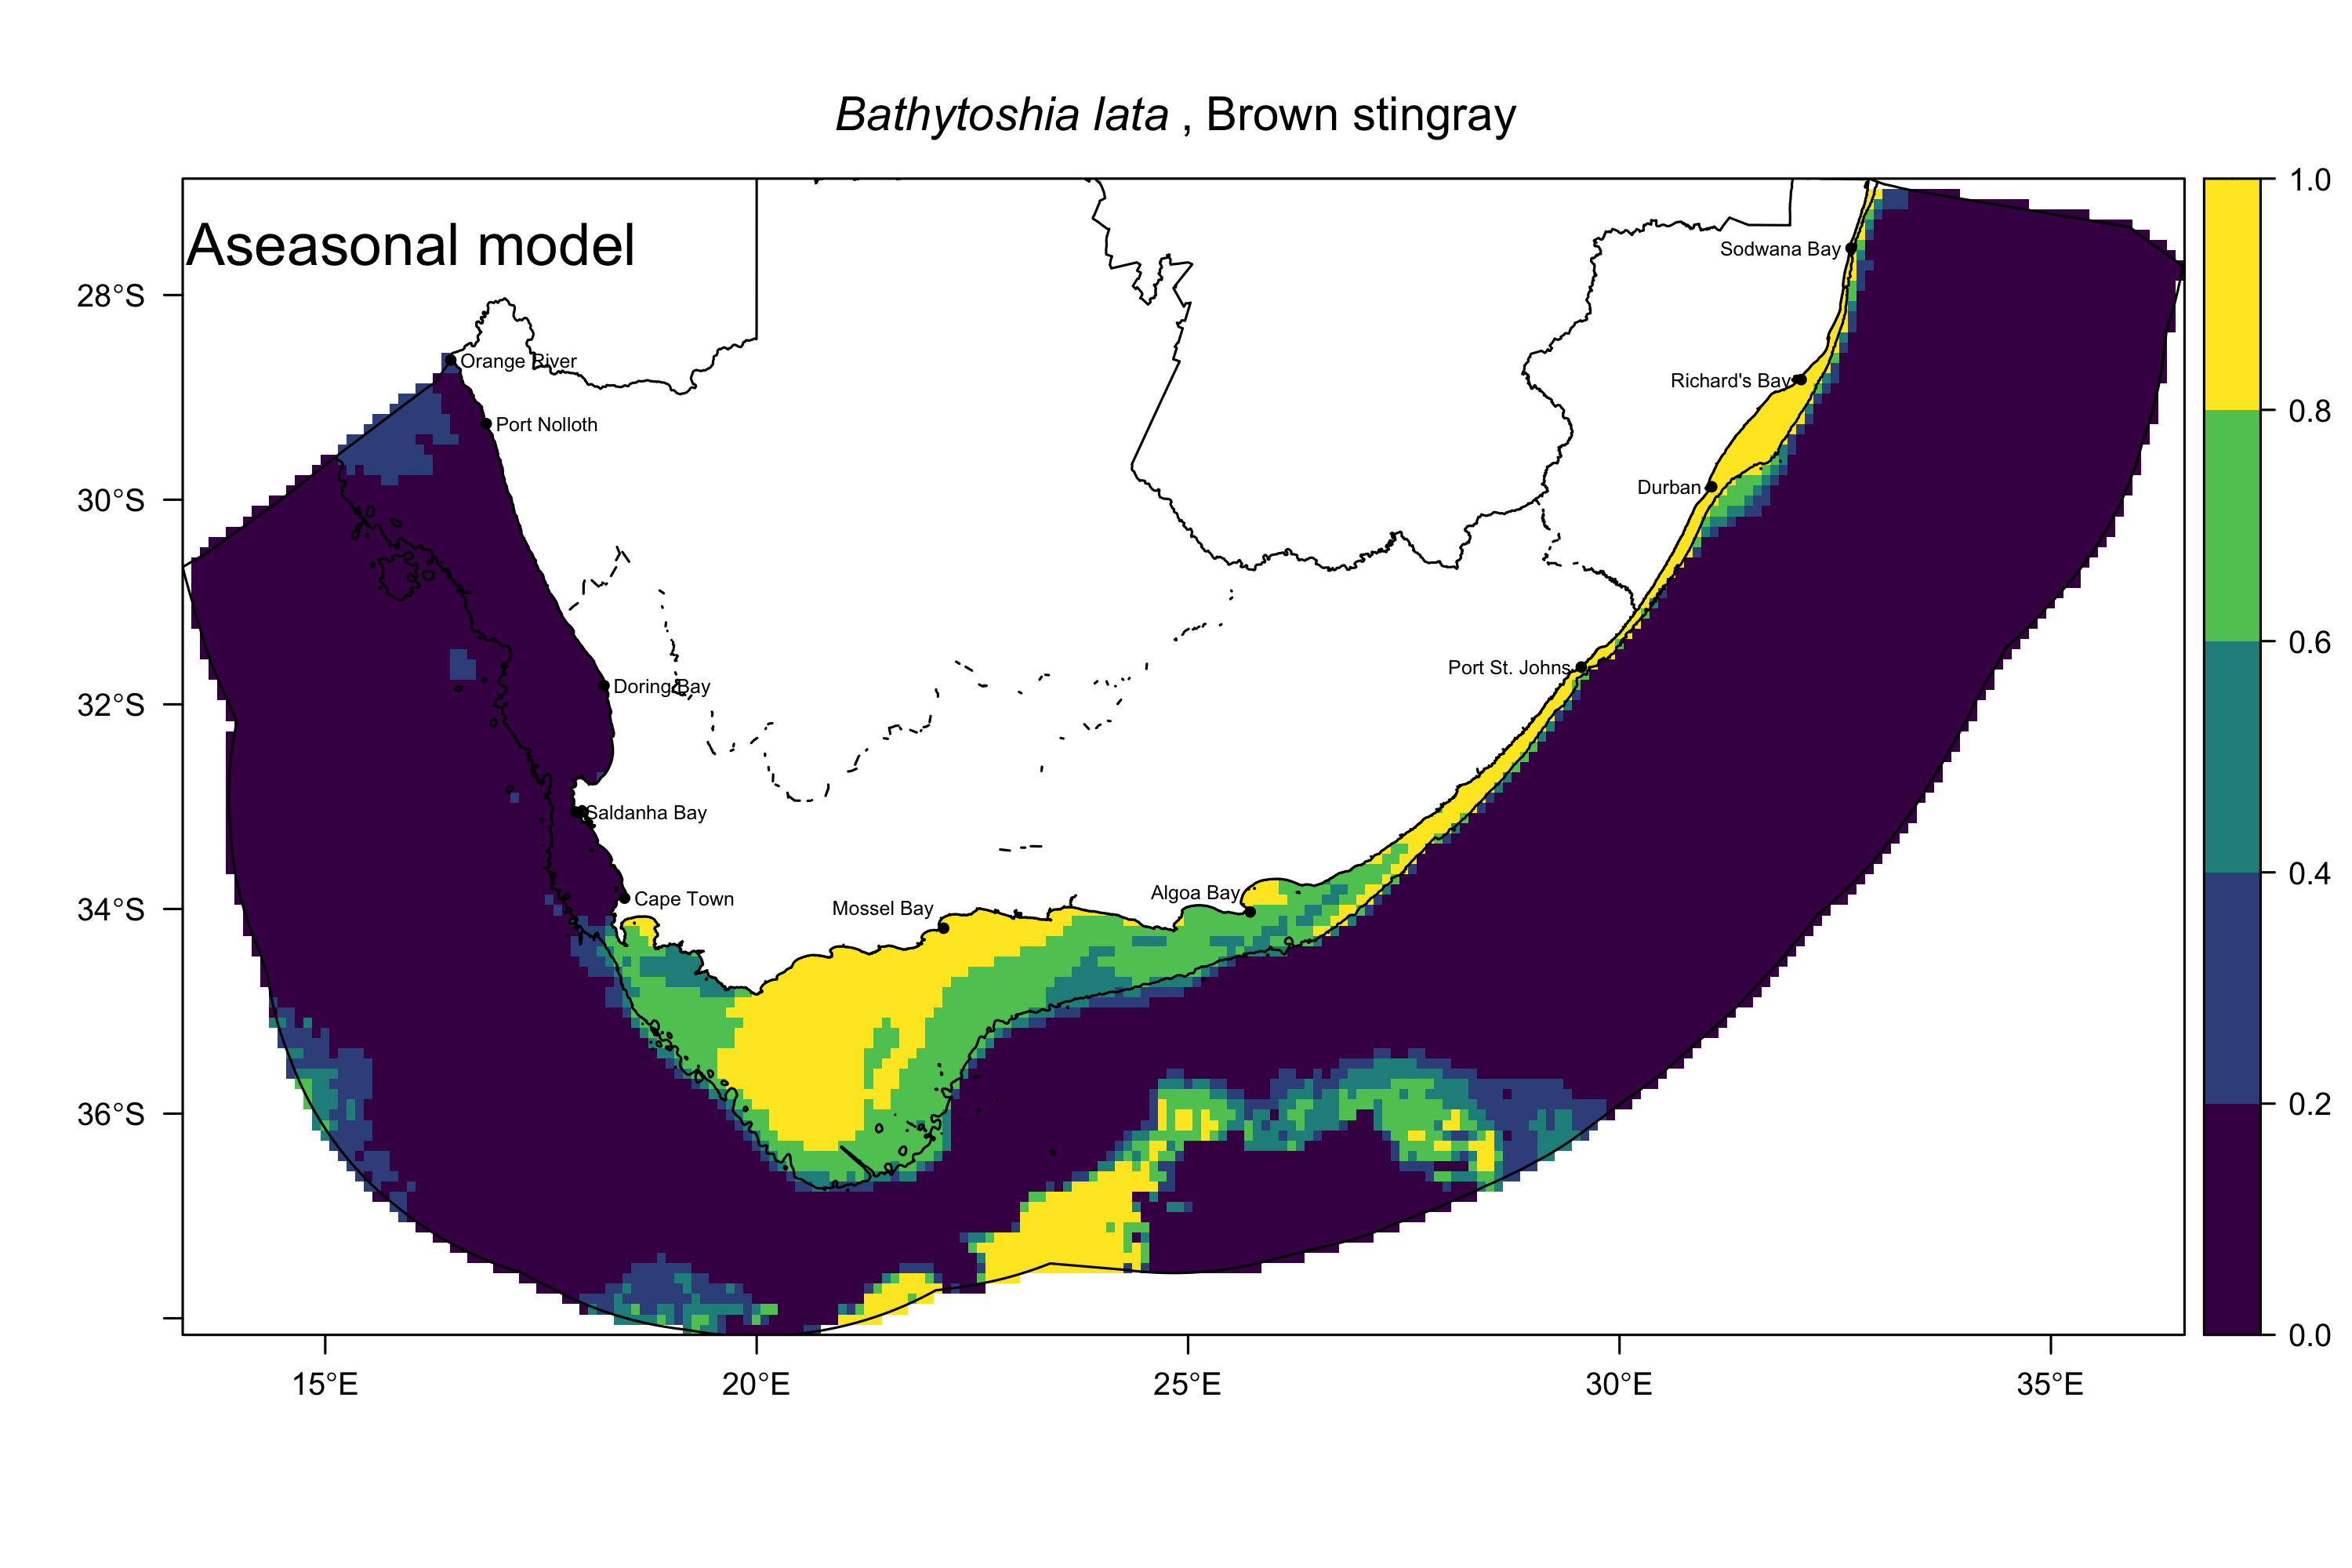 Bathytoshia lata , Brown stingray
Aseasonal model
1.0
0.8
0.6
0.4
0.2
0.0
28°S
30°S
32°S
34°S
36°S
15°E
20°E
25°E
30°E
35°E
Sodwana Bay
Orange River
Richard's Bay
Port Nolloth
Durban
Port St. Johns
Doring Bay
Saldanha Bay
Cape Town
Algoa Bay
Mossel Bay